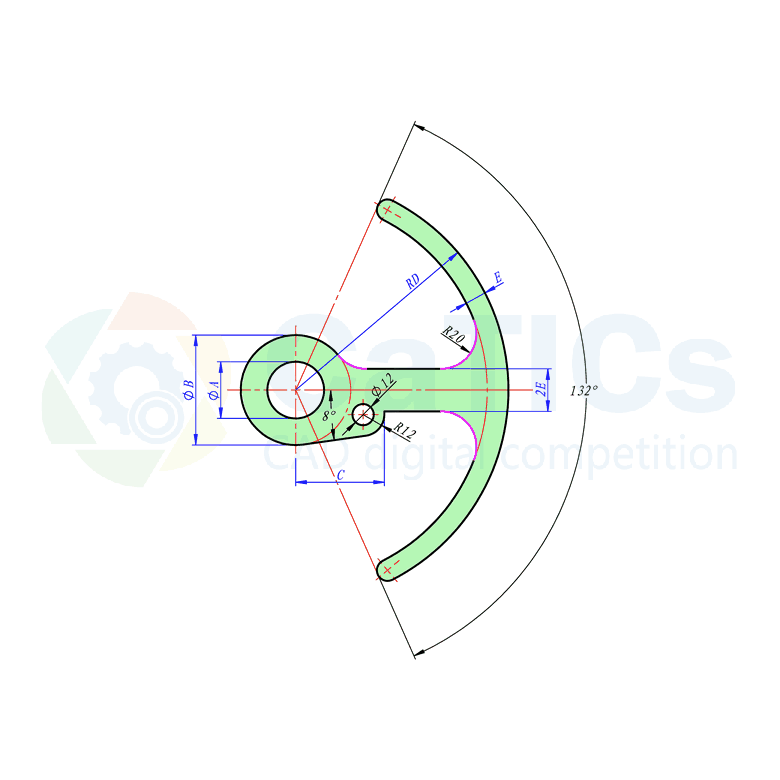 RD
E
R20
CaTICs
ΦB
ΦA
Φ12
8°
2E
132°
R12
CAD digital competition
C